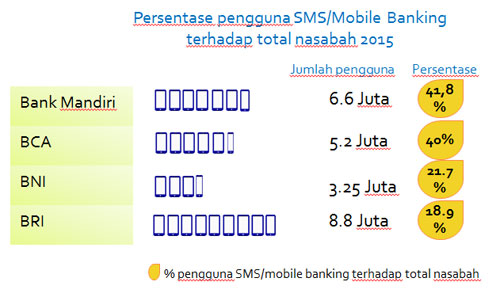 Persentase pengguna SMS/Mobile Banking
terhadap total nasabah 2015
Jumlah pengguna Persentase
Bank Mandiri 6.6 Juta 41,8 %
BCA 5.2 Juta 40%
BNI 3.25 Juta 21.7 %
BRI 8.8 Juta 18.9 %
% pengguna SMS/mobile banking terhadap total nasabah